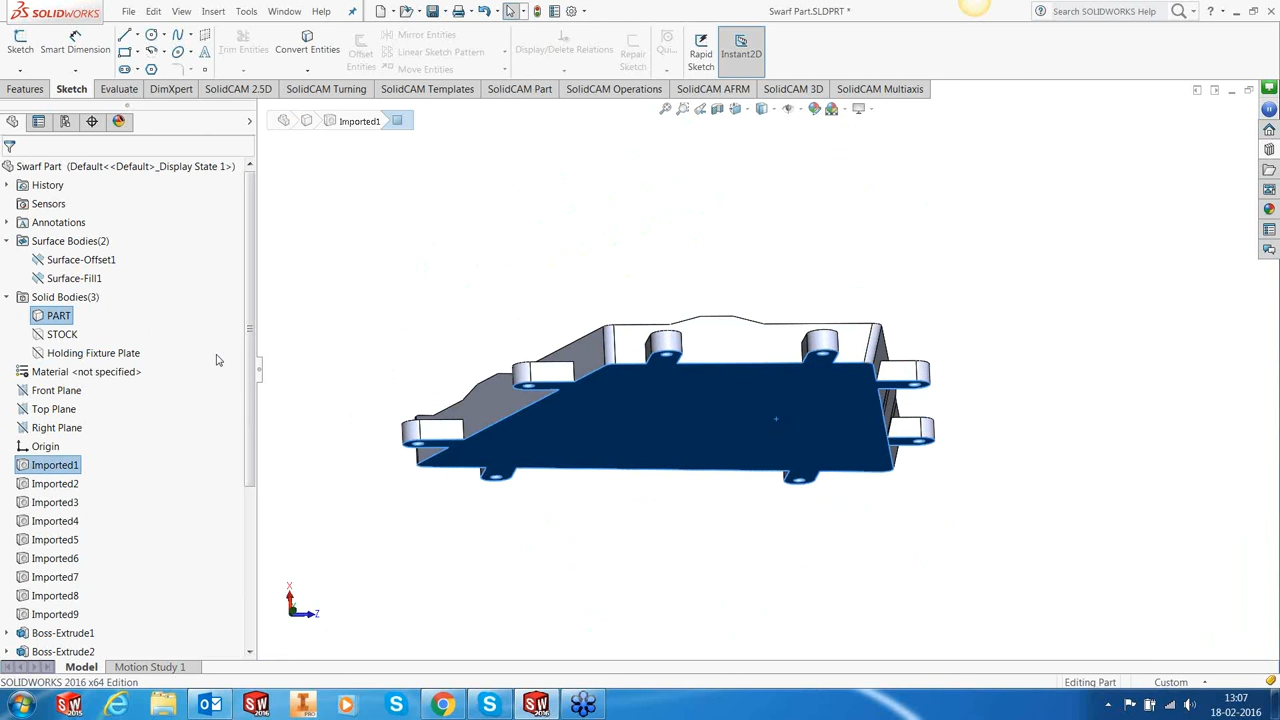 SOLIDWORKS File Edit View Insert Tools Window Help Swarf Part.SLDPRT * Search SOLIDWORKS Help
Sketch Smart Dimension Trim Entities Convert Entities Offset Entities Mirror Entities Linear Sketch Pattern Move Entities Display/Delete Relations Repair Sketch Qui... Rapid Sketch Instant2D
Features Sketch Evaluate DimXpert SolidCAM 2.5D SolidCAM Turning SolidCAM Templates SolidCAM Part SolidCAM Operations SolidCAM AFRM SolidCAM 3D SolidCAM Multiaxis
Imported1
Swarf Part (Default<<Default>_Display State 1>)
History
Sensors
Annotations
Surface Bodies(2)
Surface-Offset1
Surface-Fill1
Solid Bodies(3)
PART
STOCK
Holding Fixture Plate
Material <not specified>
Front Plane
Top Plane
Right Plane
Origin
Imported1
Imported2
Imported3
Imported4
Imported5
Imported6
Imported7
Imported8
Imported9
Boss-Extrude1
Boss-Extrude2
X
Z
Model Motion Study 1
SOLIDWORKS 2016 x64 Edition Editing Part Custom
13:07
18-02-2016